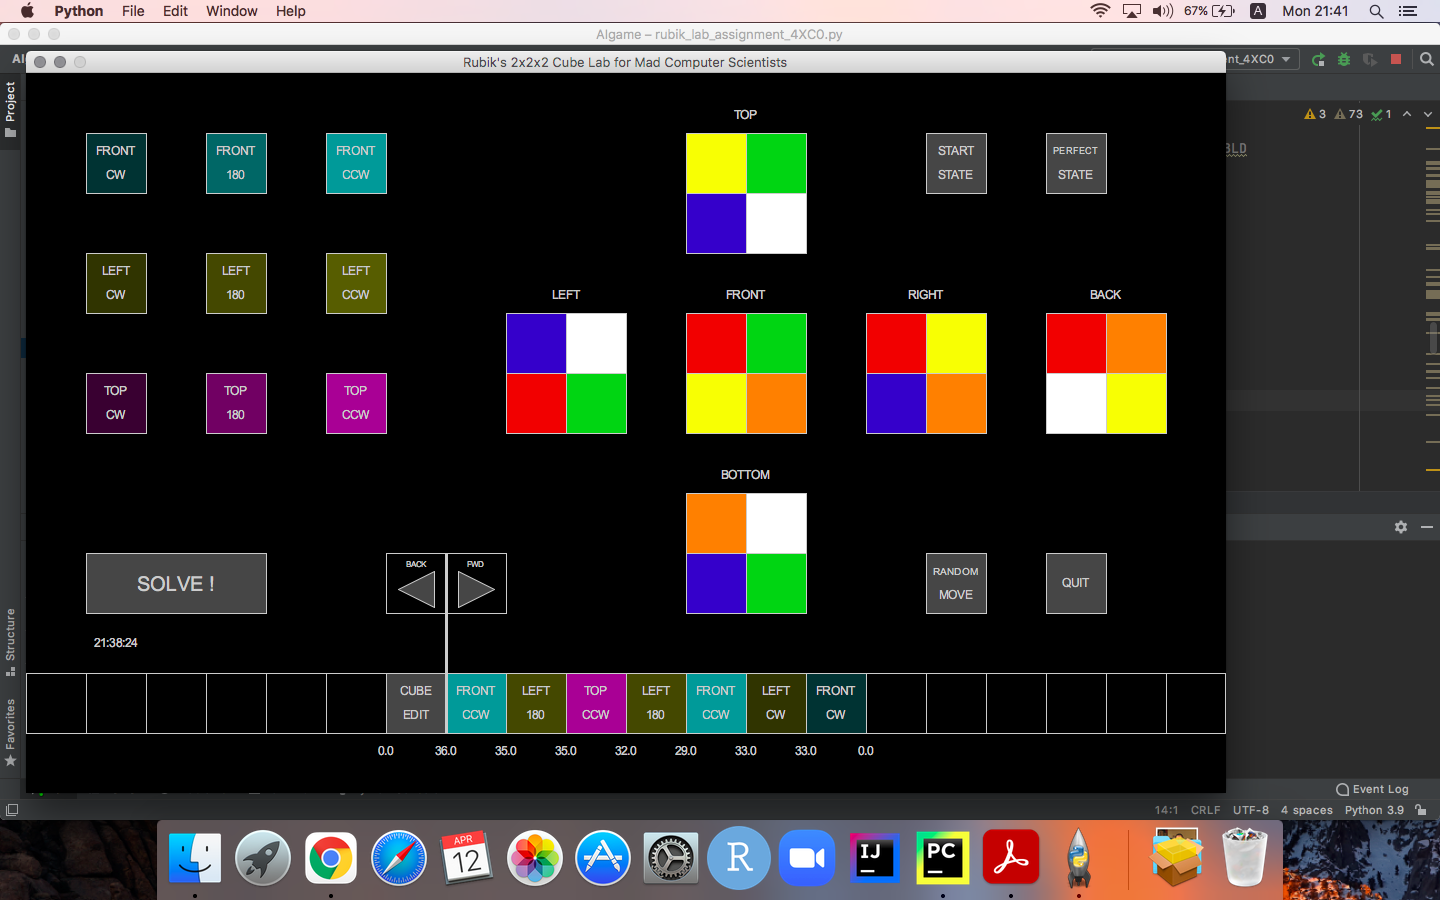 Python File Edit Window Help
67% A Mon 21:41
AIgame – rubik_lab_assignment_4XC0.py
Rubik's 2x2x2 Cube Lab for Mad Computer Scientists
nt_4XC0
AI
Project
3 73 1
BLD
TOP
FRONT
CW
FRONT
180
FRONT
CCW
START
STATE
PERFECT
STATE
LEFT
CW
LEFT
180
LEFT
CCW
LEFT
FRONT
RIGHT
BACK
TOP
CW
TOP
180
TOP
CCW
BOTTOM
SOLVE !
BACK
FWD
RANDOM
MOVE
QUIT
21:38:24
Structure
Favorites
CUBE
EDIT
FRONT
CCW
LEFT
180
TOP
CCW
LEFT
180
FRONT
CCW
LEFT
CW
FRONT
CW
0.0 36.0 35.0 35.0 32.0 29.0 33.0 33.0 0.0
Event Log
14:1 CRLF UTF-8 4 spaces Python 3.9
APR
12
R
IJ
PC